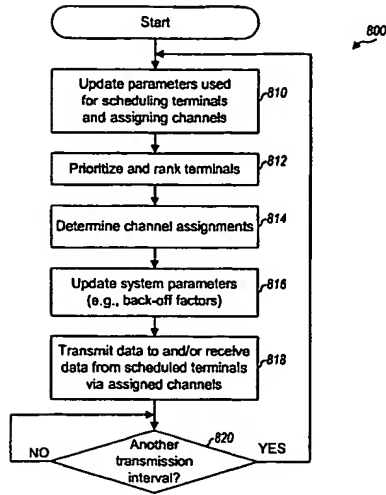 Start
800
Update parameters used
for scheduling terminals
and assigning channels
810
Prioritize and rank terminals
812
Determine channel assignments
814
Update system parameters
(e.g., back-off factors)
816
Transmit data to and/or receive
data from scheduled terminals
via assigned channels
818
820
NO
Another
transmission
interval?
YES